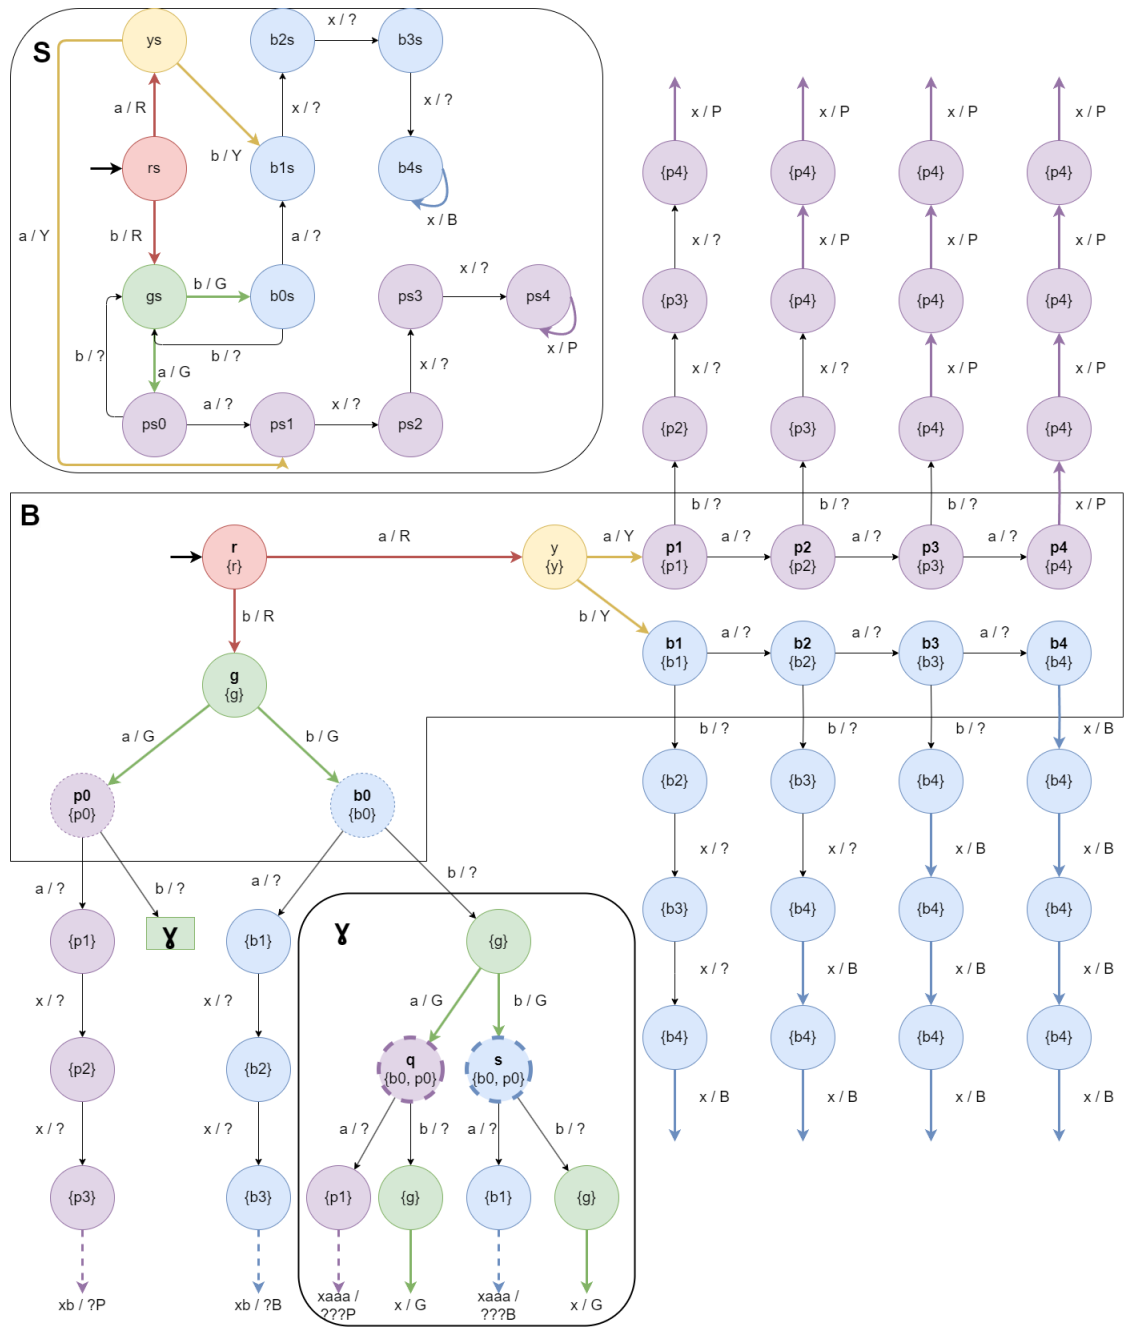 S
ys
b2s
x / ?
b3s
a / R
x / ?
x / ?
b / Y
rs
b1s
b4s
x / B
b / R
a / ?
a / Y
gs
b / G
b0s
ps3
x / ?
ps4
b / ?
b / ?
x / P
a / G
x / ?
ps0
a / ?
ps1
x / ?
ps2
x / P
x / P
x / P
x / P
{p4}
{p4}
{p4}
{p4}
x / ?
x / P
x / P
x / P
{p3}
{p4}
{p4}
{p4}
x / ?
x / ?
x / P
x / P
{p2}
{p3}
{p4}
{p4}
b / ?
b / ?
b / ?
x / P
B
r
{r}
a / R
y
{y}
a / Y
p1
{p1}
a / ?
p2
{p2}
a / ?
p3
{p3}
a / ?
p4
{p4}
b / R
b / Y
b1
{b1}
a / ?
b2
{b2}
a / ?
b3
{b3}
a / ?
b4
{b4}
g
{g}
a / G
b / G
b / ?
b / ?
b / ?
x / B
p0
{p0}
b0
{b0}
{b2}
{b3}
{b4}
{b4}
a / ?
b / ?
a / ?
b / ?
x / ?
x / ?
x / B
x / B
{p1}
Ɣ
{b1}
Ɣ
{g}
{b3}
{b4}
{b4}
{b4}
x / ?
x / ?
a / G
b / G
x / ?
x / B
x / B
x / B
{p2}
{b2}
q
{b0, p0}
s
{b0, p0}
{b4}
{b4}
{b4}
{b4}
x / ?
x / ?
a / ?
b / ?
a / ?
b / ?
x / B
x / B
x / B
x / B
{p3}
{b3}
{p1}
{g}
{b1}
{g}
xb / ?P
xb / ?B
xaaa /
???P
x / G
xaaa /
???B
x / G